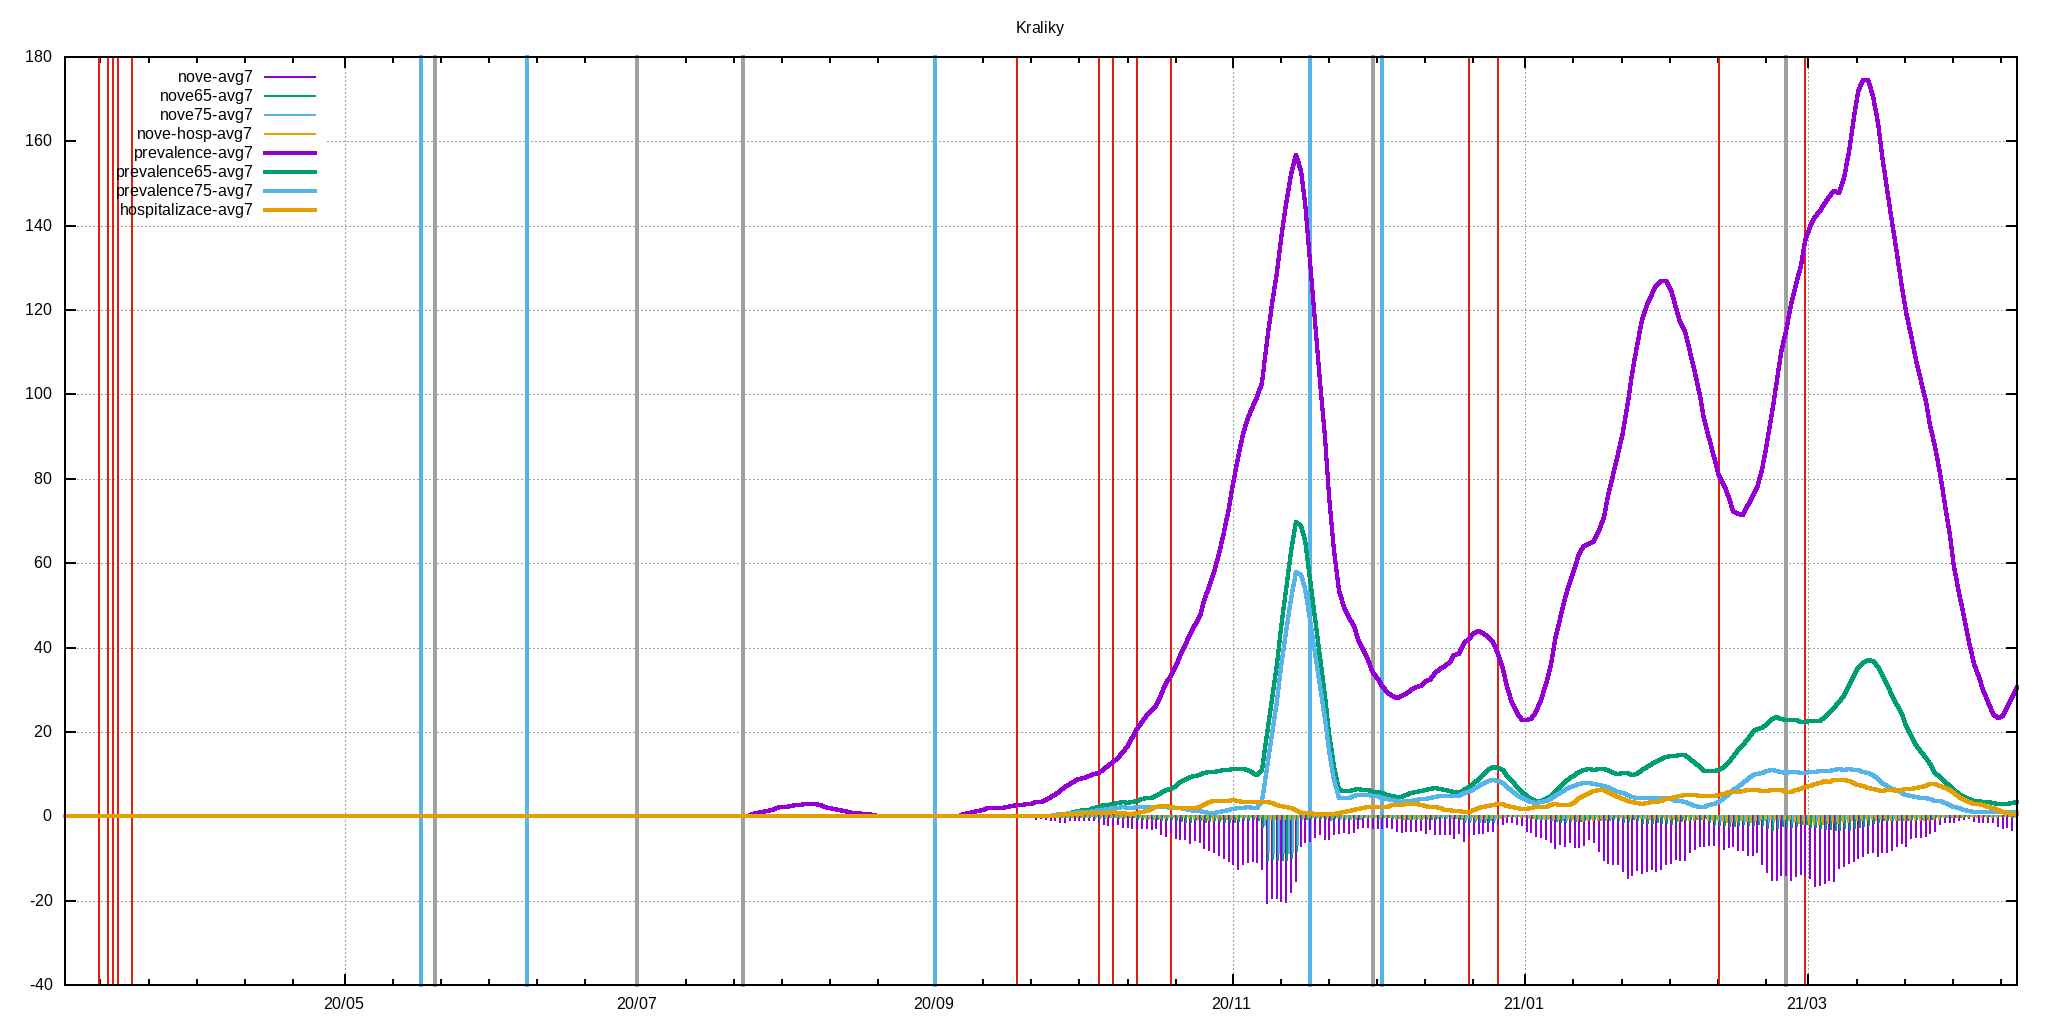 Kraliky
180
160
140
120
100
80
60
40
20
0
-20
-40
nove-avg7
nove65-avg7
nove75-avg7
nove-hosp-avg7
prevalence-avg7
prevalence65-avg7
prevalence75-avg7
hospitalizace-avg7
20/05 20/07 20/09 20/11 21/01 21/03